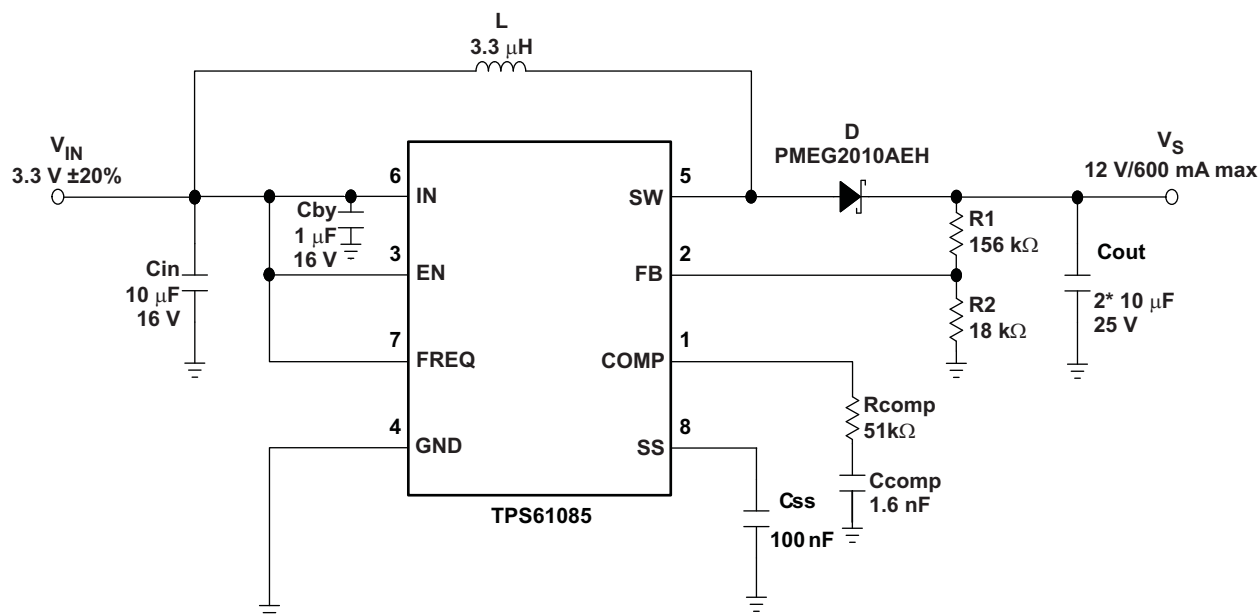 L
3.3 μH
V_IN
3.3 V ±20%
D
PMEG2010AEH
V_S
12 V/600 mA max
6
IN
SW
5
Cby
1 μF
16 V
R1
156 kΩ
3
EN
FB
2
Cin
10 μF
16 V
Cout
2* 10 μF
25 V
R2
18 kΩ
7
FREQ
COMP
1
Rcomp
51kΩ
4
GND
SS
8
Ccomp
1.6 nF
Css
100 nF
TPS61085